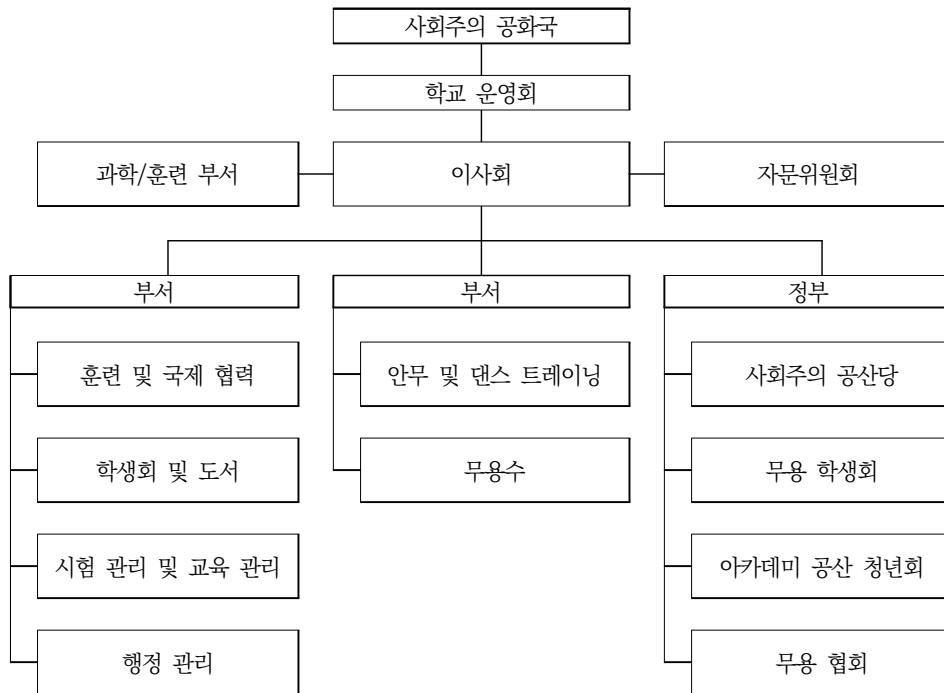 사회주의 공화국
학교 운영회
과학/훈련 부서
이사회
자문위원회
부서
부서
정부
훈련 및 국제 협력
안무 및 댄스 트레이닝
사회주의 공산당
학생회 및 도서
무용수
무용 학생회
시험 관리 및 교육 관리
아카데미 공산 청년회
행정 관리
무용 협회